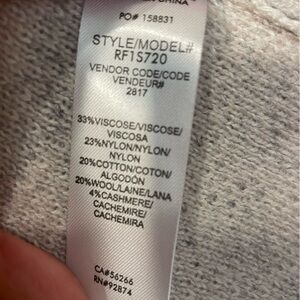 CHINA
PO# 158831
STYLE/MODEL#
RF1S720
VENDOR CODE/CODE
VENDEUR#
2817
33%VISCOSE/VISCOSE/
VISCOSA
23%NYLON/NYLON/
NYLON
20%COTTON/COTON/
ALGODÓN
20%WOOL/LAINE/LANA
4%CASHMERE/
CACHEMIRE/
CACHEMIRA
CA#56266
RN#92874